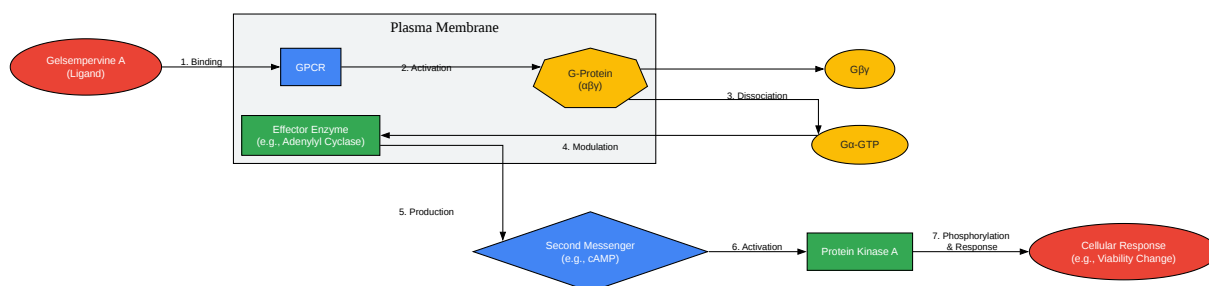 Plasma Membrane
Gelsempervine A
(Ligand)
1. Binding
GPCR
2. Activation
G-Protein
(αβγ)
Gβγ
3. Dissociation
Effector Enzyme
(e.g., Adenylyl Cyclase)
4. Modulation
Gα-GTP
5. Production
Second Messenger
(e.g., cAMP)
6. Activation
Protein Kinase A
7. Phosphorylation
& Response
Cellular Response
(e.g., Viability Change)